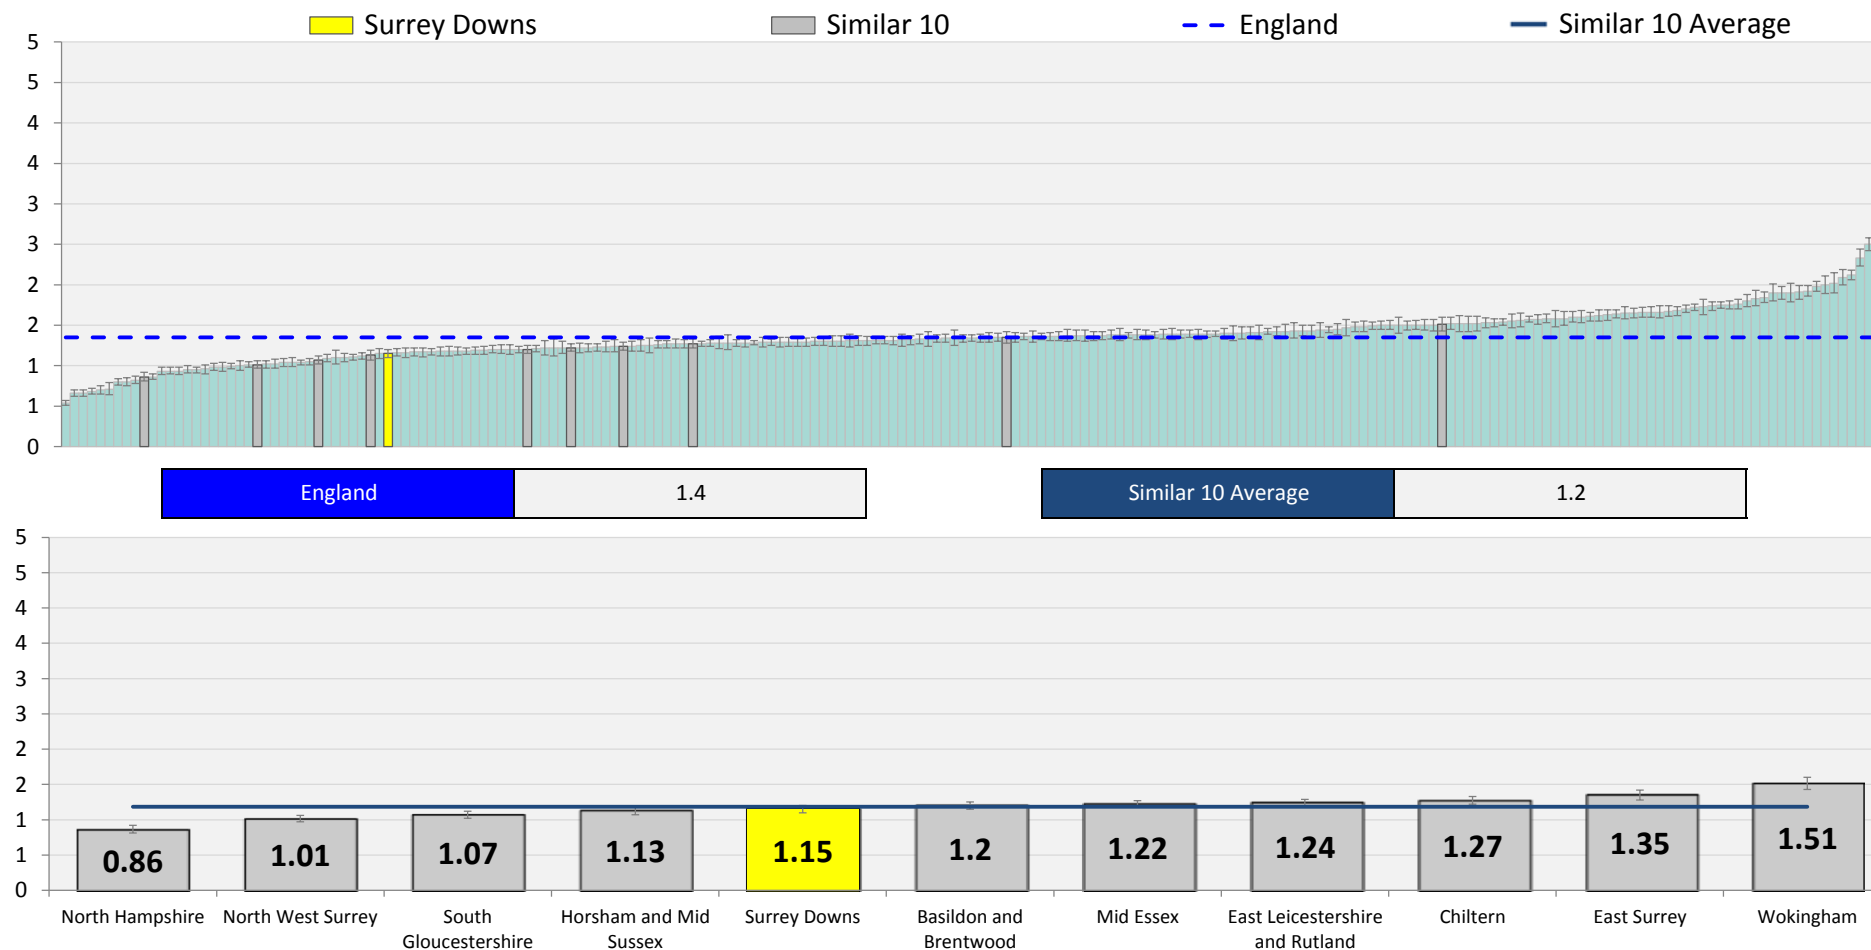 Surrey Downs
Similar 10
England
Similar 10 Average
5
5
4
4
3
3
2
2
1
1
0
England
1.4
Similar 10 Average
1.2
5
5
4
4
3
3
2
2
1
1
0
0.86
1.01
1.07
1.13
1.15
1.2
1.22
1.24
1.27
1.35
1.51
North Hampshire
North West Surrey
South
Gloucestershire
Horsham and Mid
Sussex
Surrey Downs
Basildon and
Brentwood
Mid Essex
East Leicestershire
and Rutland
Chiltern
East Surrey
Wokingham